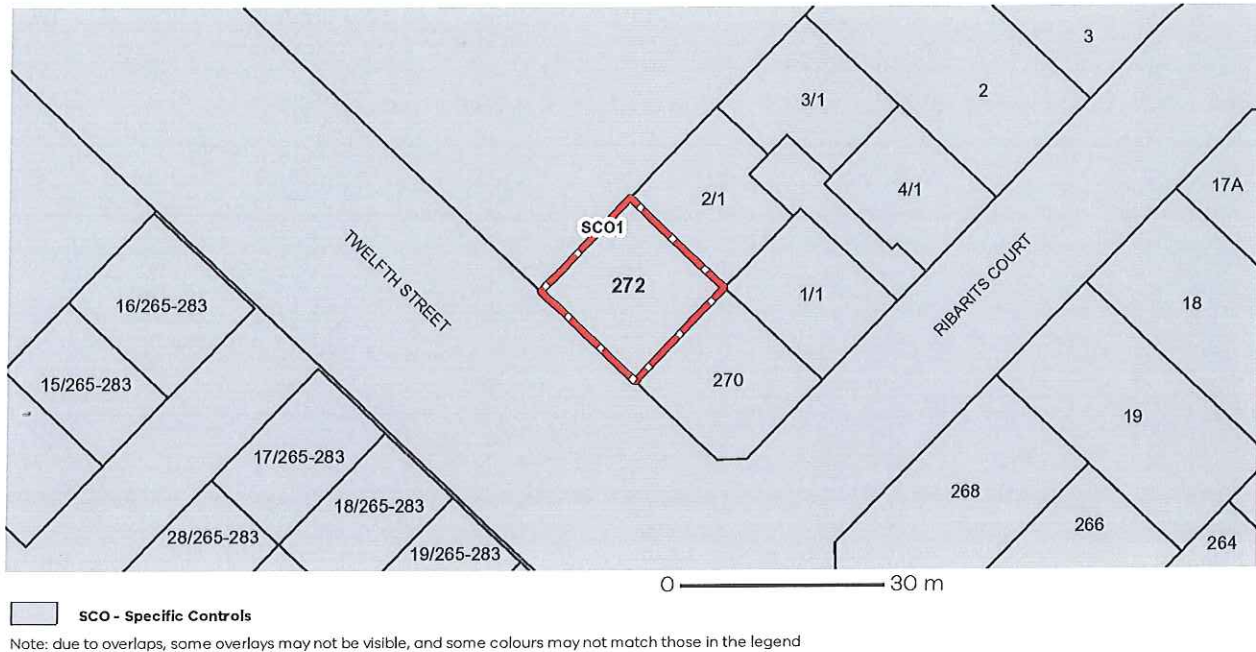 3
2
3/1
17A
4/1
2/1
SCO1
TWELFTH STREET
272
1/1
RIBARITS COURT
18
16/265-283
15/265-283
270
19
17/265-283
18/265-283
268
28/265-283
19/265-283
266
264
0 30 m
SCO - Specific Controls
Note: due to overlaps, some overlays may not be visible, and some colours may not match those in the legend